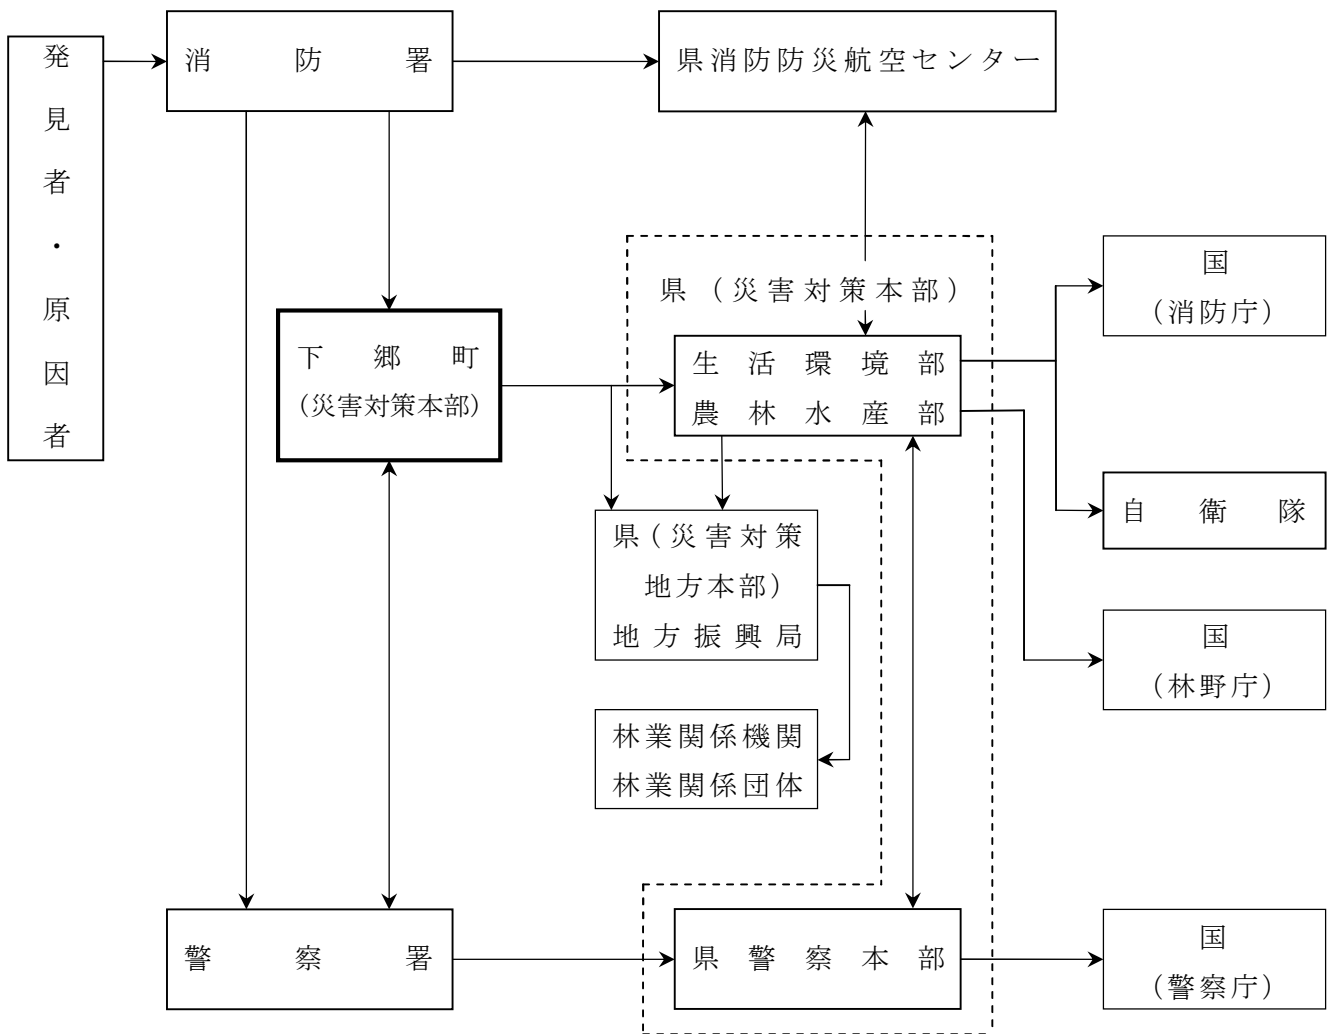 発見者・原因者
消防署
県消防防災航空センター
県（災害対策本部）
国
（消防庁）
下郷町
（災害対策本部）
生活環境部
農林水産部
自衛隊
県（災害対策
地方本部）
地方振興局
国
（林野庁）
林業関係機関
林業関係団体
警察署
県警察本部
国
（警察庁）